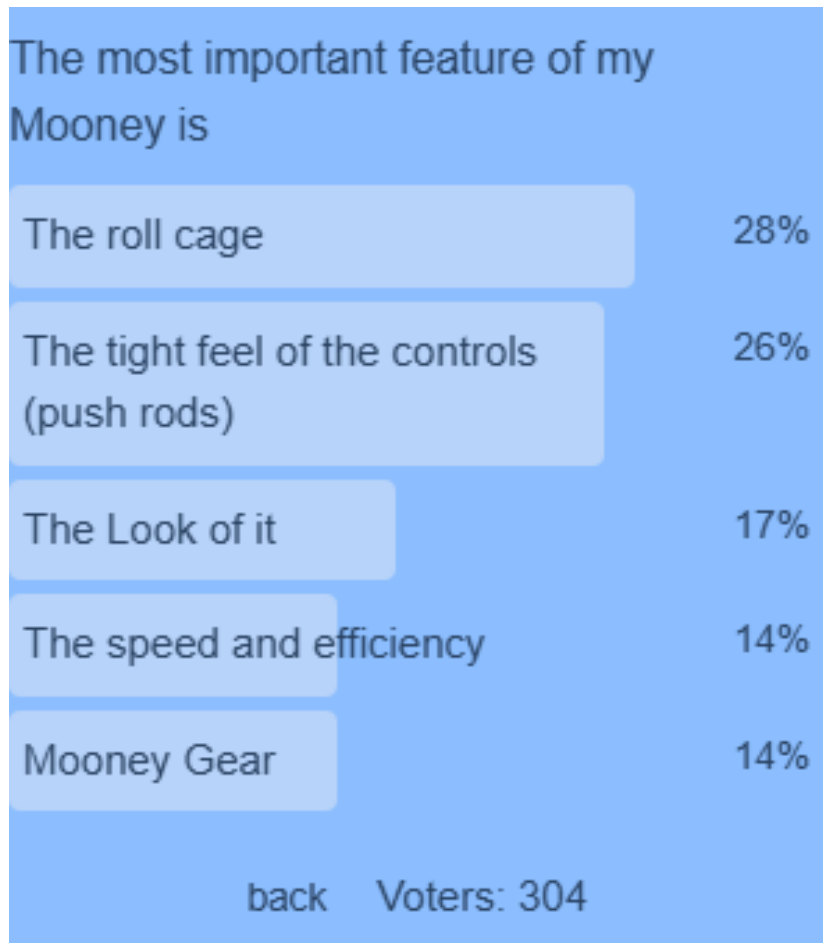 The most important feature of my
Mooney is
The roll cage 28%
The tight feel of the controls 26%
(push rods)
The Look of it 17%
The speed and efficiency 14%
Mooney Gear 14%
back Voters: 304